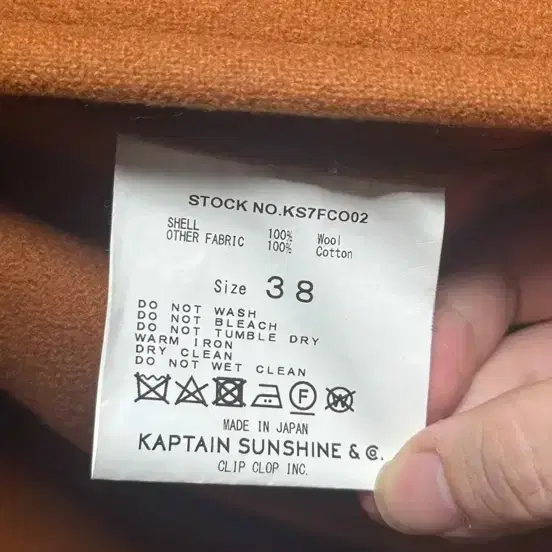 STOCK NO.KS7FCO02
SHELL 100% Wool
OTHER FABRIC 100% Cotton
Size 38
DO NOT WASH
DO NOT BLEACH
DO NOT TUMBLE DRY
WARM IRON
DRY CLEAN
DO NOT WET CLEAN
F W
MADE IN JAPAN
KAPTAIN SUNSHINE & Co.
CLIP CLOP INC.